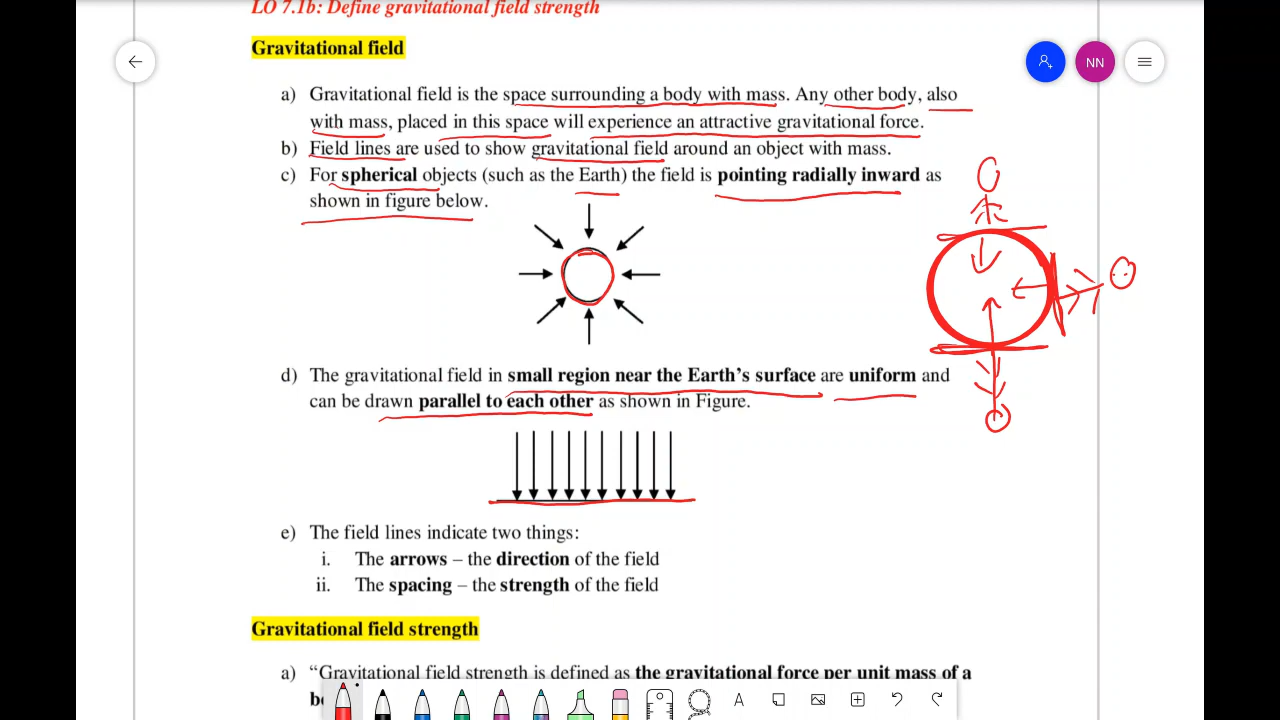 LO 7.1b: Define gravitational field strength
Gravitational field
NN
a) Gravitational field is the space surrounding a body with mass. Any other body, also
with mass, placed in this space will experience an attractive gravitational force.
b) Field lines are used to show gravitational field around an object with mass.
c) For spherical objects (such as the Earth) the field is pointing radially inward as
shown in figure below.
d) The gravitational field in small region near the Earth's surface are uniform and
can be drawn parallel to each other as shown in Figure.
e) The field lines indicate two things:
i. The arrows – the direction of the field
ii. The spacing – the strength of the field
Gravitational field strength
a) “Gravitational field strength is defined as the gravitational force per unit mass of a
A